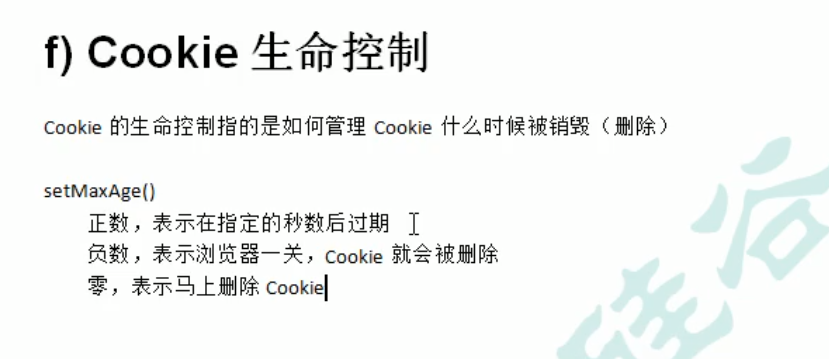 f) Cookie 生命控制
Cookie 的生命控制指的是如何管理 Cookie 什么时候被销毁（删除）
setMaxAge()
正数，表示在指定的秒数后过期
负数，表示浏览器一关，Cookie 就会被删除
零，表示马上删除 Cookie
硅谷